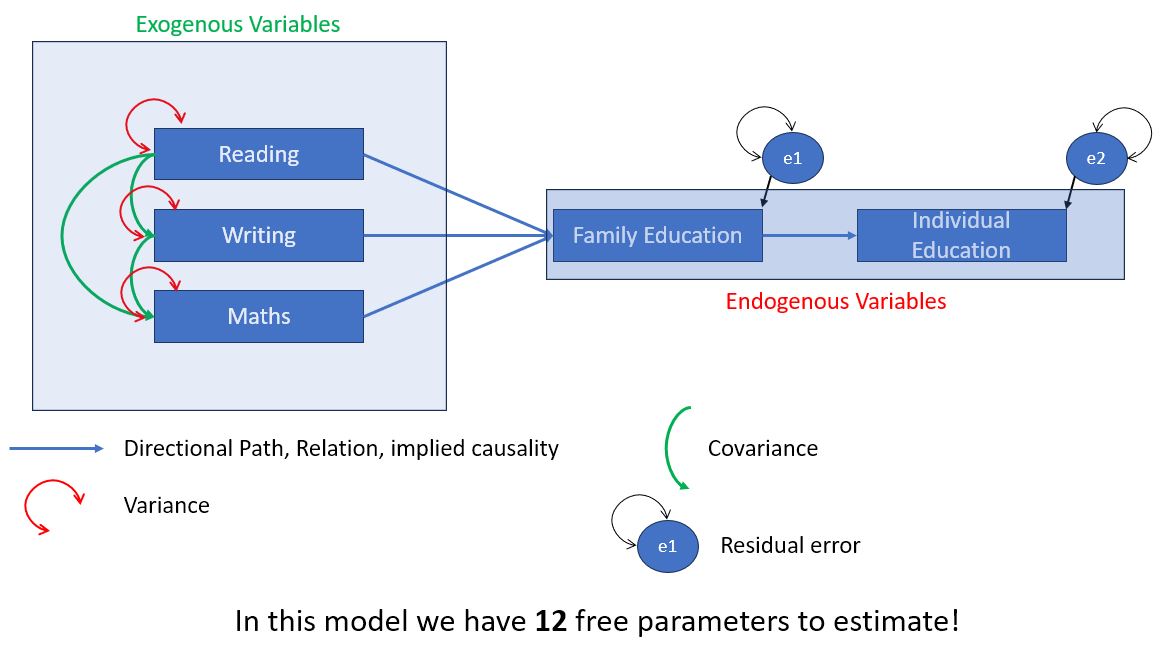 Exogenous Variables
Reading
Writing
Maths
e1
e2
Family Education
Individual
Education
Endogenous Variables
Directional Path, Relation, implied causality
Covariance
Variance
e1
Residual error
In this model we have 12 free parameters to estimate!